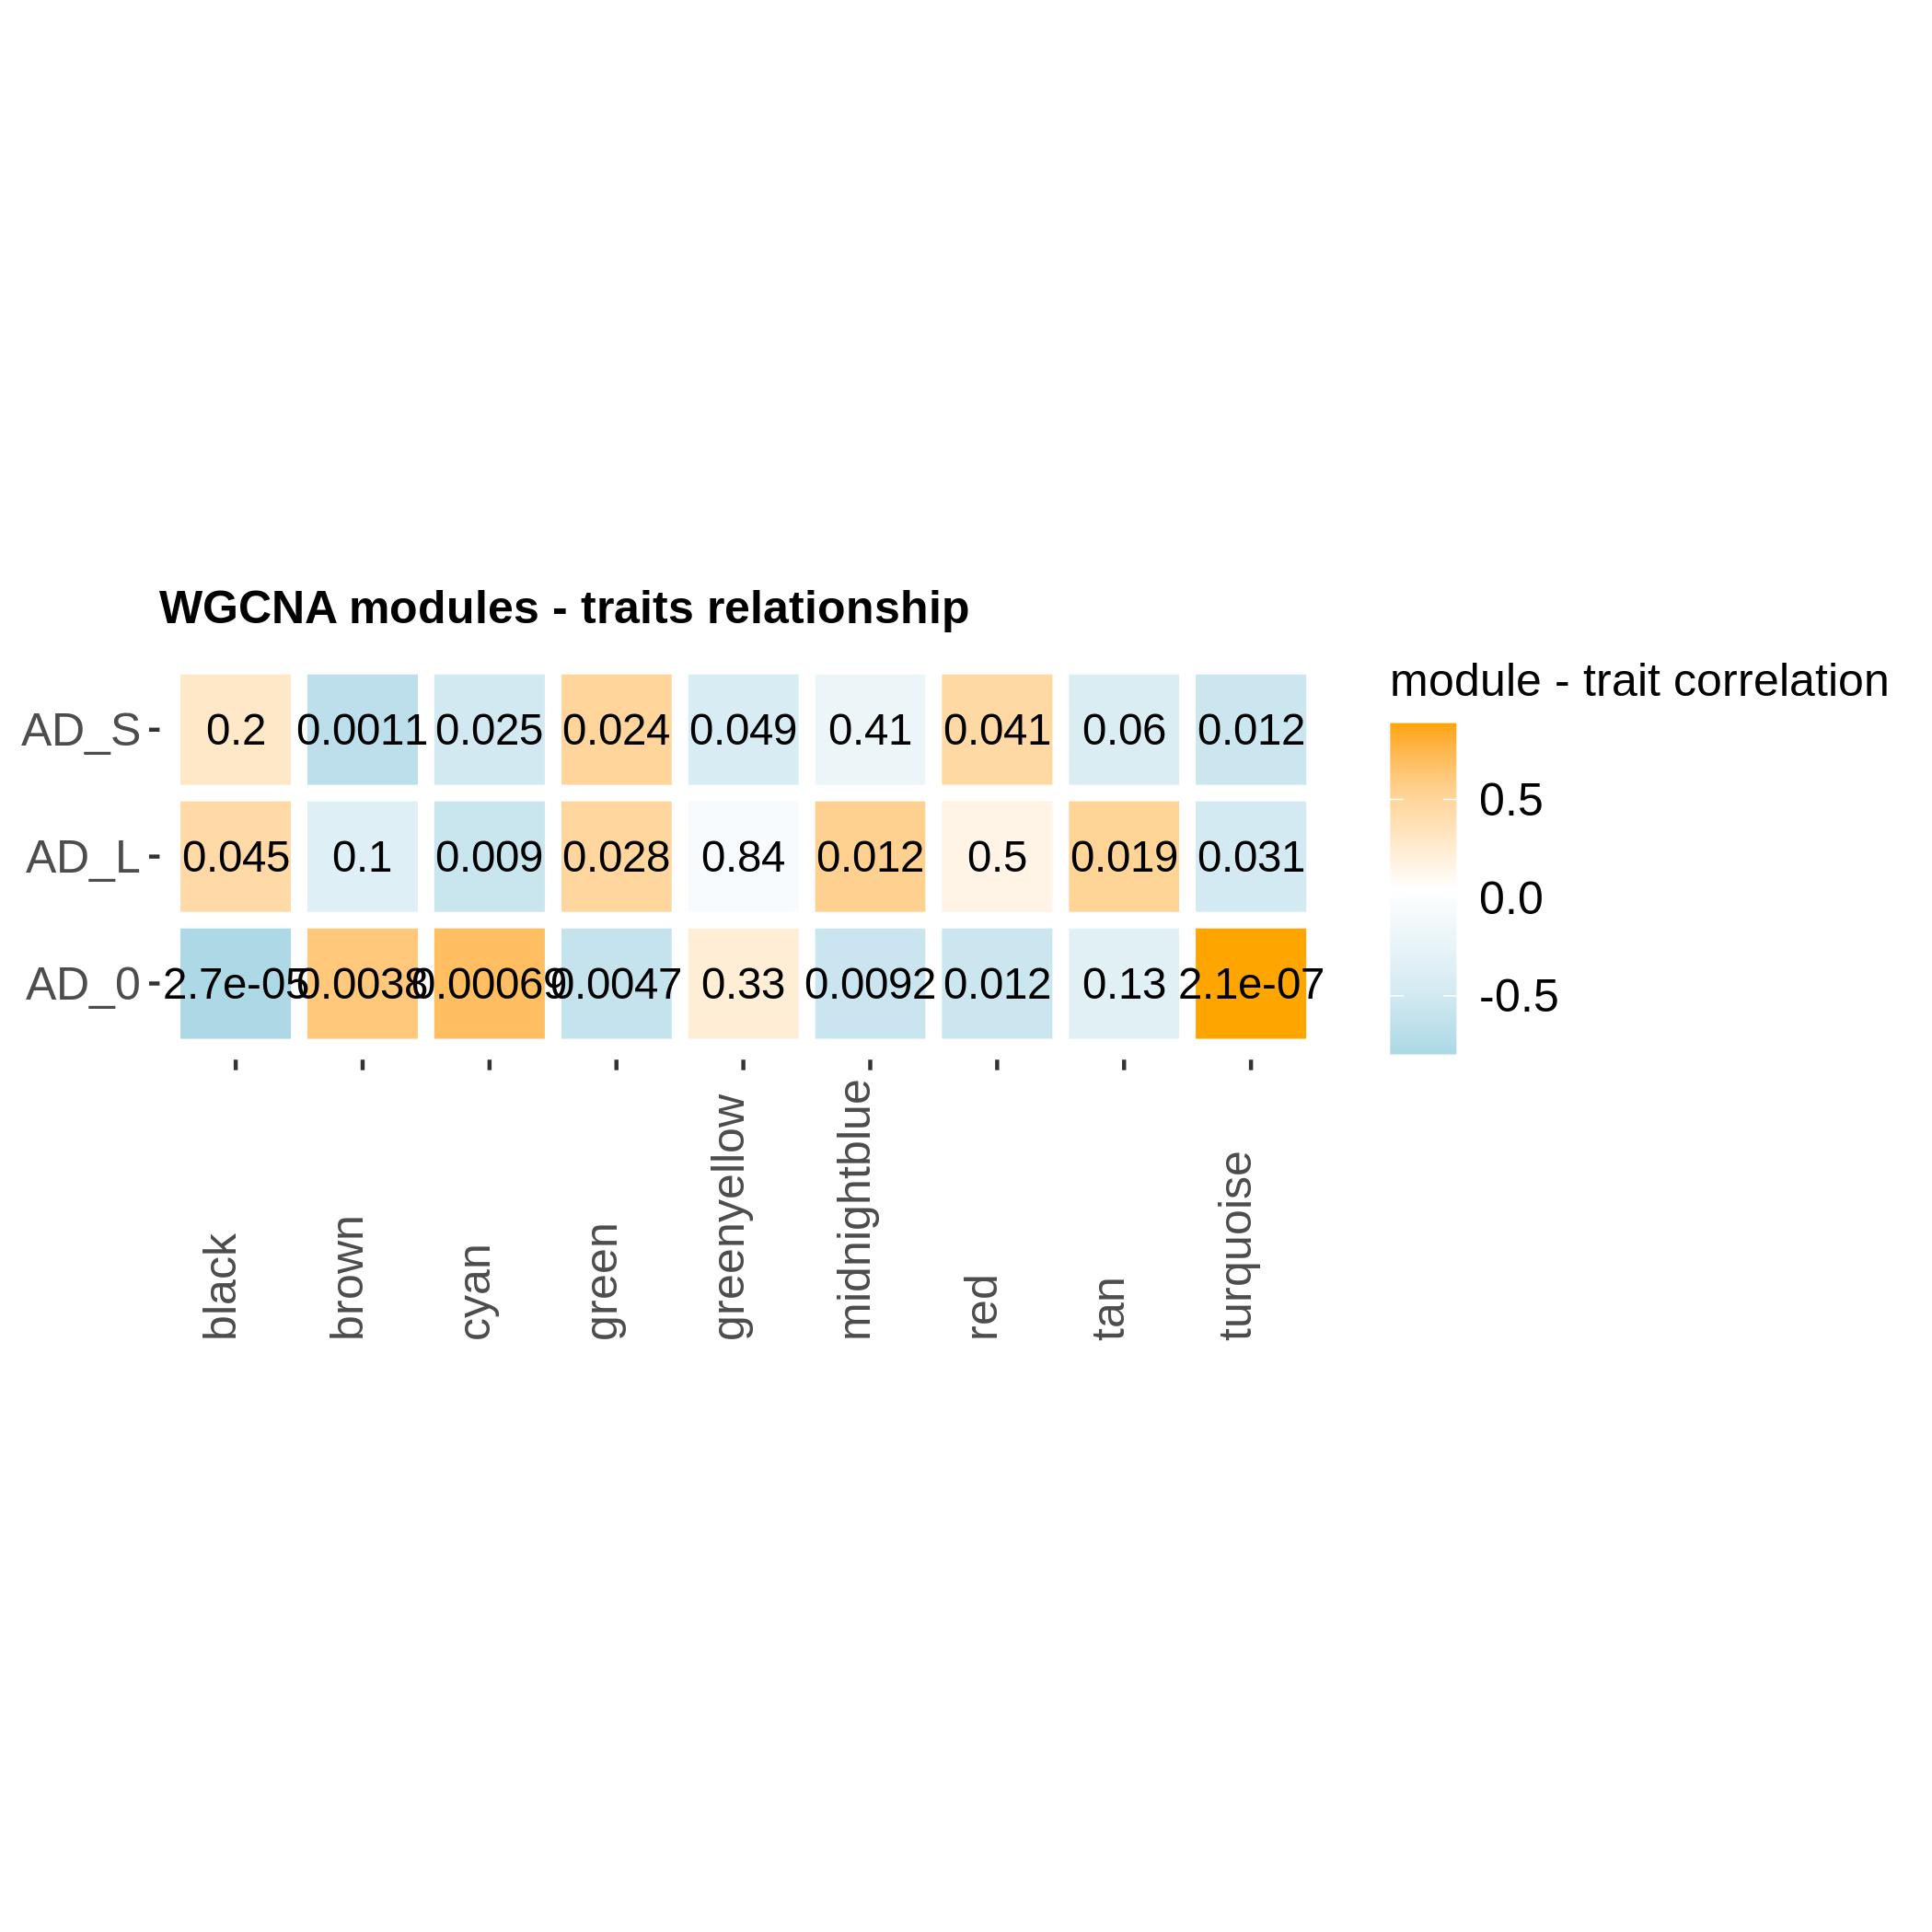 WGCNA modules - traits relationship
module - trait correlation
AD_S 0.2 0.0011 0.025 0.024 0.049 0.41 0.041 0.06 0.012
AD_L 0.045 0.1 0.009 0.028 0.84 0.012 0.5 0.019 0.031
AD_0 2.7e-05 0.0038 0.00069 0.0047 0.33 0.0092 0.012 0.13 2.1e-07
0.5
0.0
-0.5
black
brown
cyan
green
greenyellow
midnightblue
red
tan
turquoise